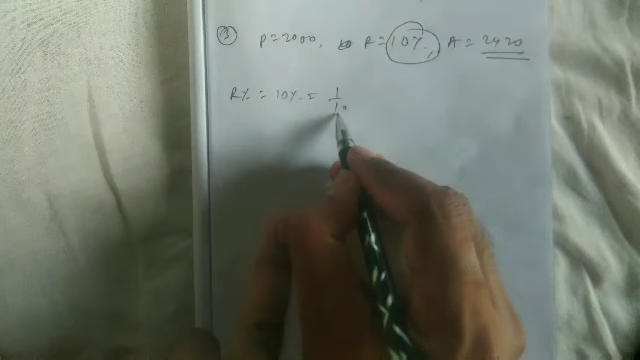 ③ P=2000, R=10%, A=2420
R% = 10% = 1/10